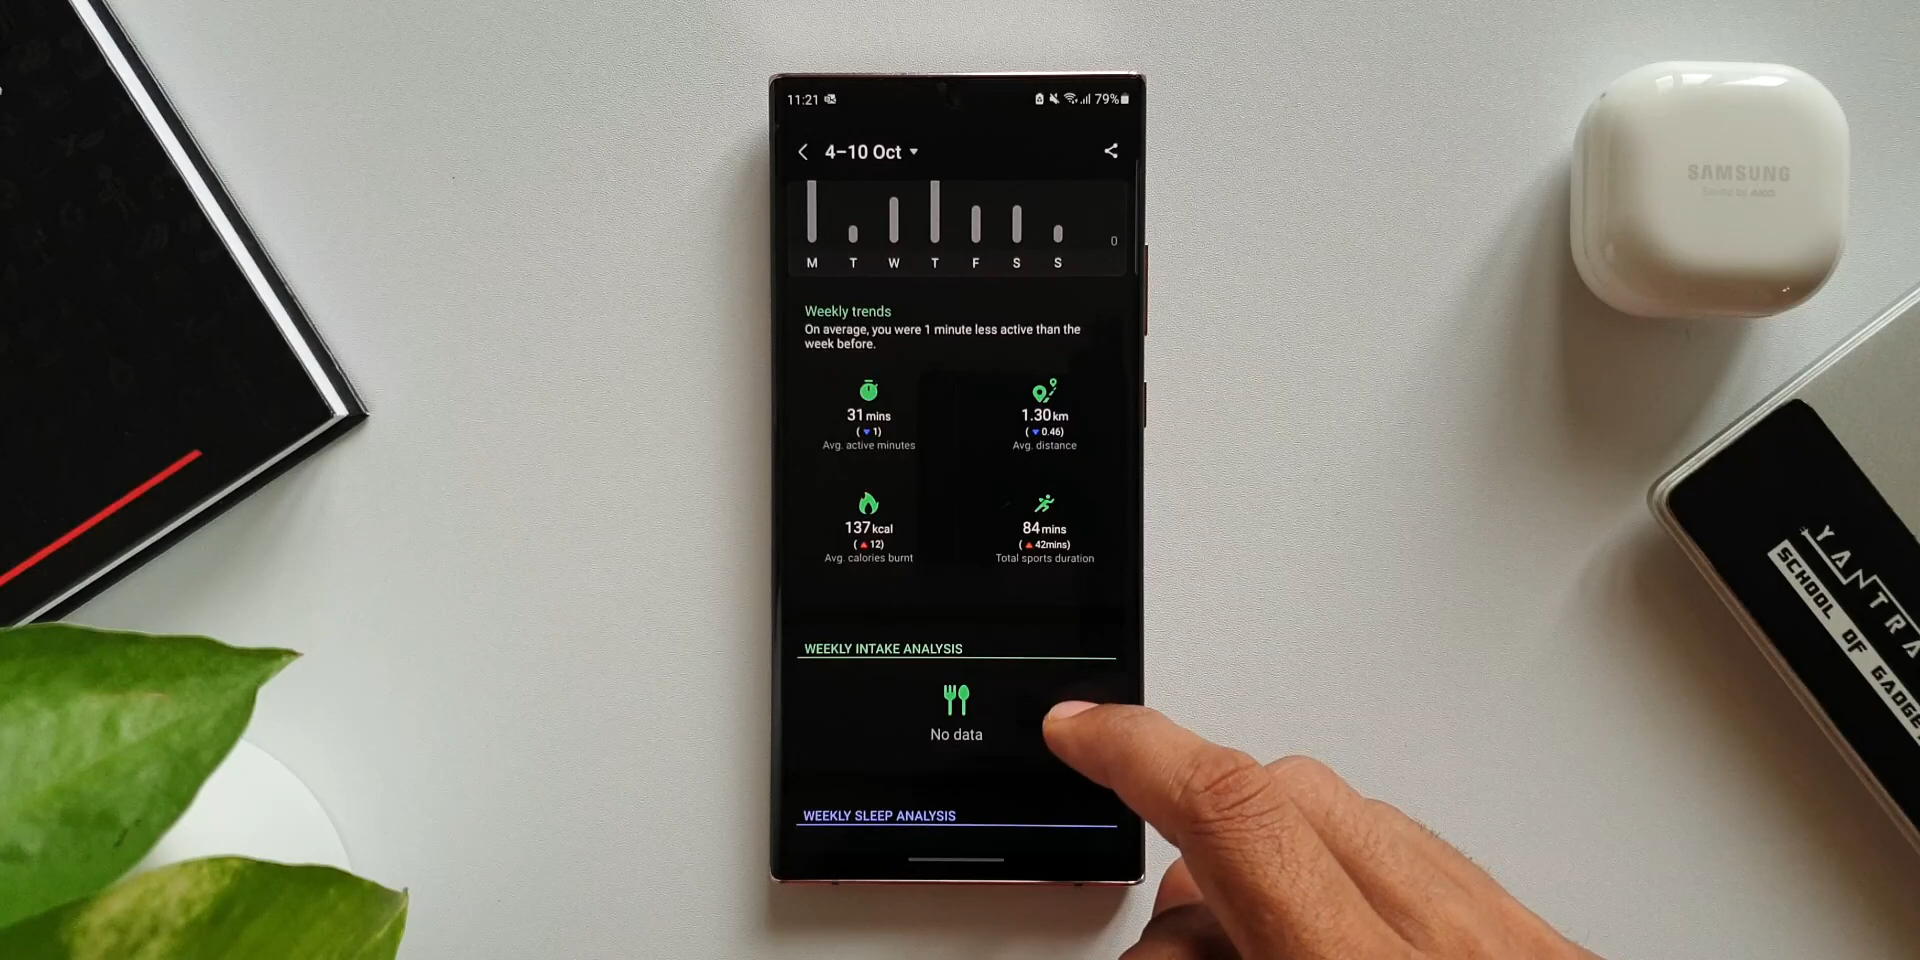 11:21
79%
4–10 Oct
0
M T W T F S S
Weekly trends
On average, you were 1 minute less active than the
week before.
31 mins
1.30 km
(▼1)
(▼0.46)
Avg. active minutes
Avg. distance
137 kcal
84 mins
(▲12)
(▲42mins)
Avg. calories burnt
Total sports duration
WEEKLY INTAKE ANALYSIS
No data
WEEKLY SLEEP ANALYSIS
SAMSUNG
Sound by AKG
YANTRA
SCHOOL OF GADGE